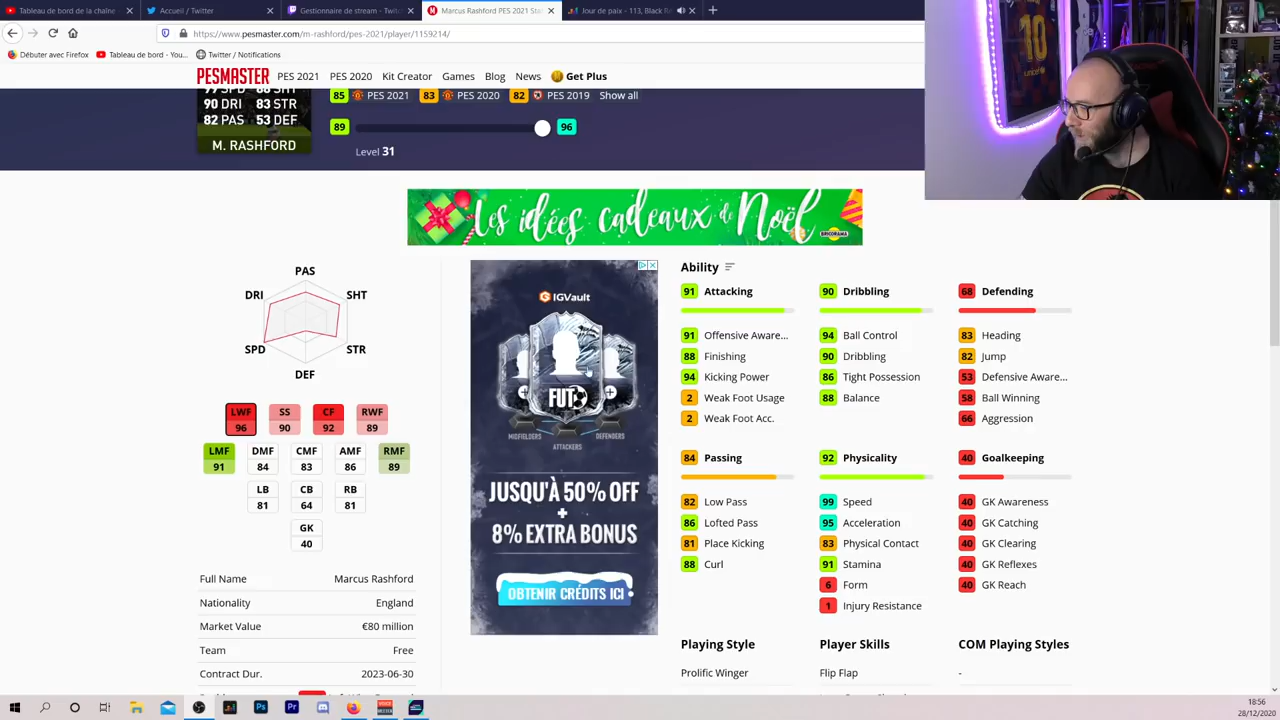 Tableau de bord de la chaîne
Accueil / Twitter
Gestionnaire de stream - Twitch
Marcus Rashford PES 2021 Stat
Jour de paix - 113, Black R
https://www.pesmaster.com/m-rashford/pes-2021/player/1159214/
Débuter avec Firefox
Tableau de bord - You...
Twitter / Notifications
PESMASTER PES 2021 PES 2020 Kit Creator Games Blog News Get Plus
99 SPD 88 SHT
90 DRI 83 STR
82 PAS 53 DEF
M. RASHFORD
85 PES 2021 83 PES 2020 82 PES 2019 Show all
89 96
Level 31
Les idées cadeaux de Noël
BRICORAMA
PAS
DRI SHT
SPD STR
DEF
LWF 96 SS 90 CF 92 RWF 89
LMF 91 DMF 84 CMF 83 AMF 86 RMF 89
LB 81 CB 64 RB 81
GK 40
Full Name Marcus Rashford
Nationality England
Market Value €80 million
Team Free
Contract Dur. 2023-06-30
IGVault
FUT
MIDFIELDERS ATTACKERS DEFENDERS
JUSQU'À 50% OFF
+
8% EXTRA BONUS
OBTENIR CRÉDITS ICI
Ability
91 Attacking
91 Offensive Aware...
88 Finishing
94 Kicking Power
2 Weak Foot Usage
2 Weak Foot Acc.
90 Dribbling
94 Ball Control
90 Dribbling
86 Tight Possession
88 Balance
68 Defending
83 Heading
82 Jump
53 Defensive Aware...
58 Ball Winning
66 Aggression
84 Passing
82 Low Pass
86 Lofted Pass
81 Place Kicking
88 Curl
92 Physicality
99 Speed
95 Acceleration
83 Physical Contact
91 Stamina
6 Form
1 Injury Resistance
40 Goalkeeping
40 GK Awareness
40 GK Catching
40 GK Clearing
40 GK Reflexes
40 GK Reach
Playing Style
Prolific Winger
Player Skills
Flip Flap
COM Playing Styles
-
18:56
28/12/2020